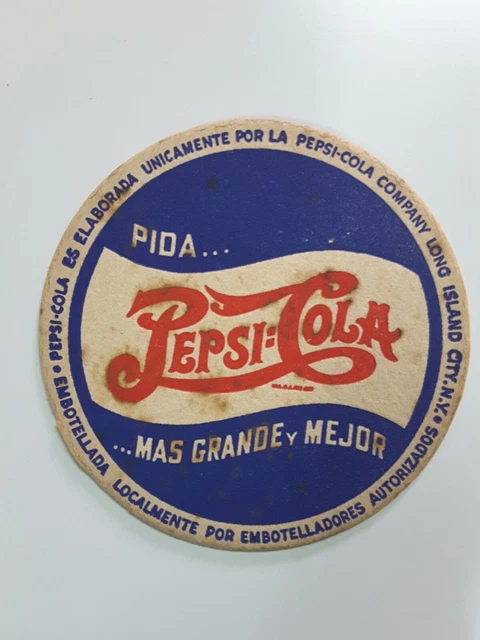 PIDA...
PEPSI:COLA
...MAS GRANDE Y MEJOR
• PEPSI-COLA ES ELABORADA UNICAMENTE POR LA PEPSI-COLA COMPANY LONG ISLAND CITY, N.Y. •
EMBOTELLADA LOCALMENTE POR EMBOTELLADORES AUTORIZADOS